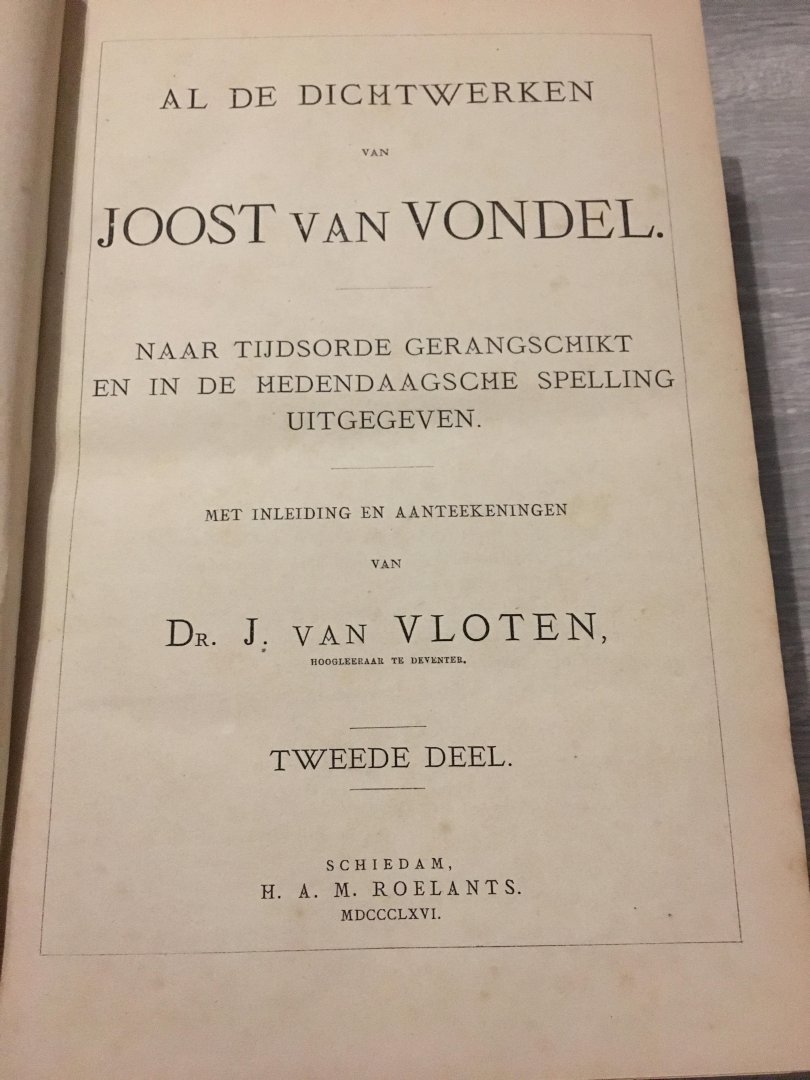 AL DE DICHTWERKEN
VAN
JOOST VAN VONDEL.
NAAR TIJDSORDE GERANGSCHIKT
EN IN DE HEDENDAAGSCHE SPELLING
UITGEGEVEN.
MET INLEIDING EN AANTEEKENINGEN
VAN
DR. J. VAN VLOTEN,
HOOGLEERAAR TE DEVENTER.
TWEEDE DEEL.
SCHIEDAM,
H. A. M. ROELANTS.
MDCCCLXVI.